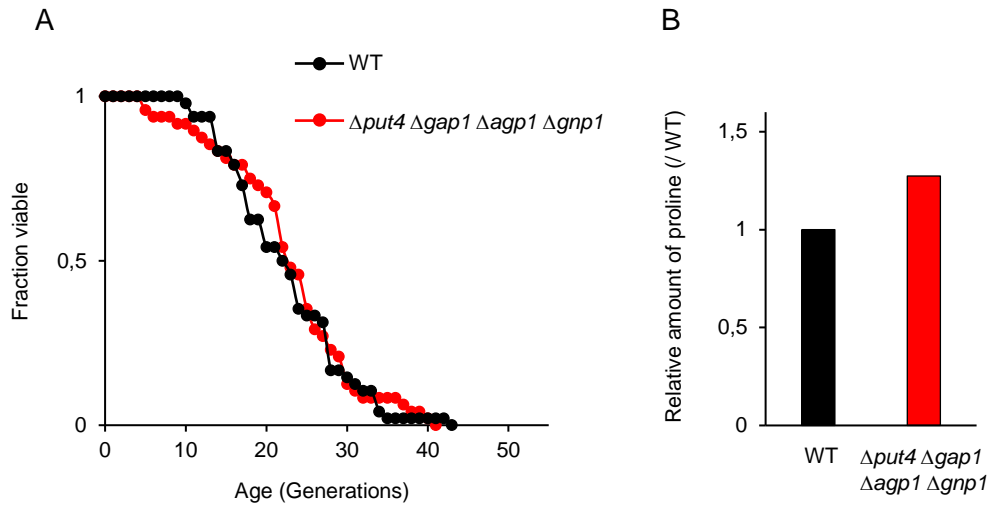 A
WT
Δput4 Δgap1 Δagp1 Δgnp1
1
0,5
0
Fraction viable
0
10
20
30
40
50
Age (Generations)
B
1,5
1
0,5
0
Relative amount of proline (/ WT)
WT
Δput4 Δgap1
Δagp1 Δgnp1